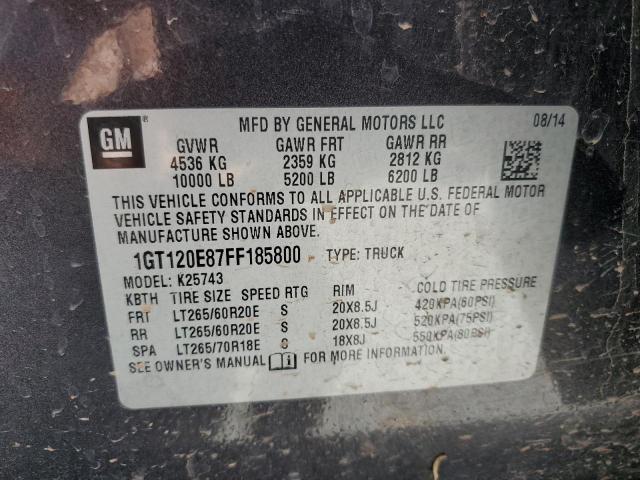 MFD BY GENERAL MOTORS LLC 08/14
GM
GVWR GAWR FRT GAWR RR
4536 KG 2359 KG 2812 KG
10000 LB 5200 LB 6200 LB
THIS VEHICLE CONFORMS TO ALL APPLICABLE U.S. FEDERAL MOTOR
VEHICLE SAFETY STANDARDS IN EFFECT ON THE DATE OF
MANUFACTURE SHOWN ABOVE.
1GT120E87FF185800 TYPE: TRUCK
MODEL: K25743
KBTH TIRE SIZE SPEED RTG RIM COLD TIRE PRESSURE
FRT LT265/60R20E S 20X8.5J 420KPA(60PSI)
RR LT265/60R20E S 20X8.5J 520KPA(75PSI)
SPA LT265/70R18E S 18X8J 550KPA(80PSI)
SEE OWNER'S MANUAL FOR MORE INFORMATION.